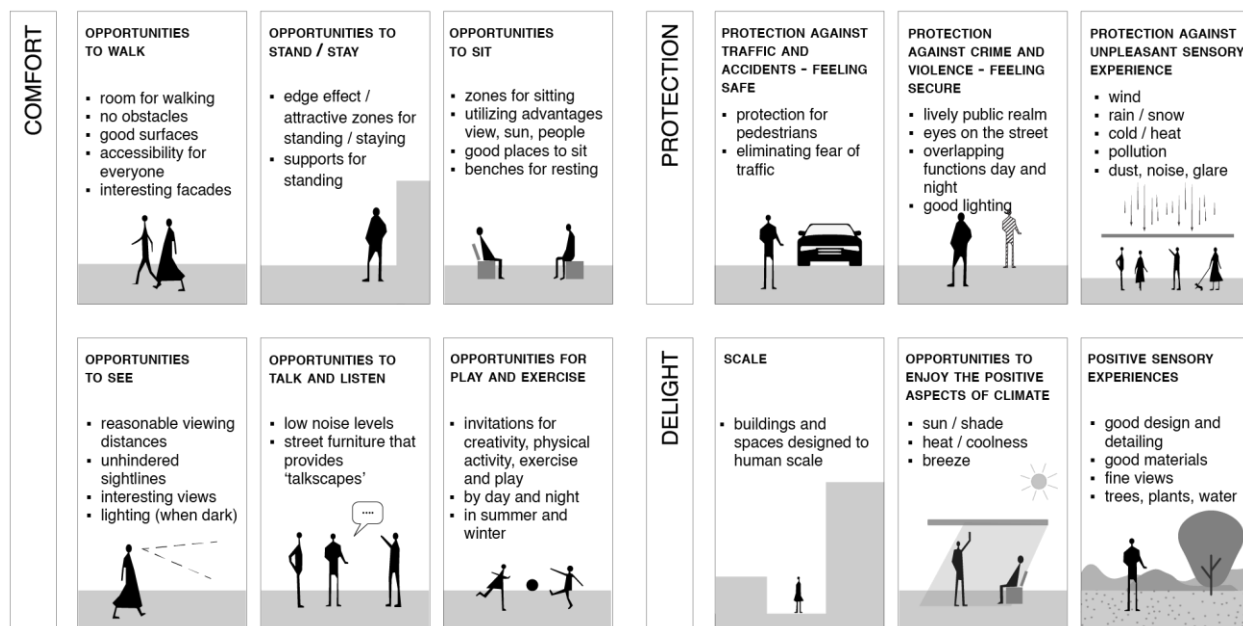 COMFORT
OPPORTUNITIES
TO WALK
▪ room for walking
▪ no obstacles
▪ good surfaces
▪ accessibility for
everyone
▪ interesting facades
OPPORTUNITIES TO
STAND / STAY
▪ edge effect /
attractive zones for
standing / staying
▪ supports for
standing
OPPORTUNITIES
TO SIT
▪ zones for sitting
▪ utilizing advantages
view, sun, people
▪ good places to sit
▪ benches for resting
OPPORTUNITIES
TO SEE
▪ reasonable viewing
distances
▪ unhindered
sightlines
▪ interesting views
▪ lighting (when dark)
OPPORTUNITIES TO
TALK AND LISTEN
▪ low noise levels
▪ street furniture that
provides
‘talkscapes’
....
OPPORTUNITIES FOR
PLAY AND EXERCISE
▪ invitations for
creativity, physical
activity, exercise
and play
▪ by day and night
▪ in summer and
winter
PROTECTION
PROTECTION AGAINST
TRAFFIC AND
ACCIDENTS - FEELING
SAFE
▪ protection for
pedestrians
▪ eliminating fear of
traffic
PROTECTION
AGAINST CRIME AND
VIOLENCE - FEELING
SECURE
▪ lively public realm
▪ eyes on the street
▪ overlapping
functions day and
night
▪ good lighting
PROTECTION AGAINST
UNPLEASANT SENSORY
EXPERIENCE
▪ wind
▪ rain / snow
▪ cold / heat
▪ pollution
▪ dust, noise, glare
DELIGHT
SCALE
▪ buildings and
spaces designed to
human scale
OPPORTUNITIES TO
ENJOY THE POSITIVE
ASPECTS OF CLIMATE
▪ sun / shade
▪ heat / coolness
▪ breeze
POSITIVE SENSORY
EXPERIENCES
▪ good design and
detailing
▪ good materials
▪ fine views
▪ trees, plants, water